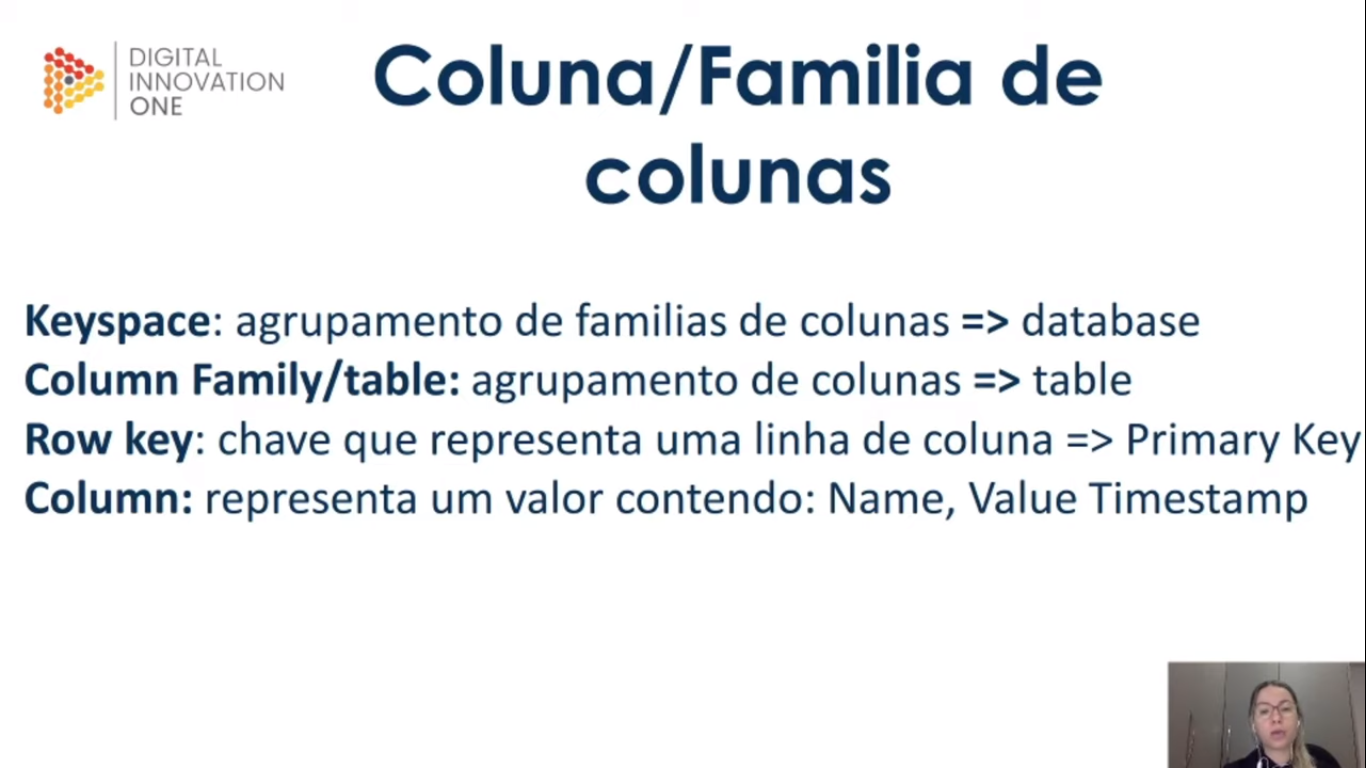 DIGITAL
INNOVATION
ONE
Coluna/Familia de
colunas
Keyspace: agrupamento de familias de colunas => database
Column Family/table: agrupamento de colunas => table
Row key: chave que representa uma linha de coluna => Primary Key
Column: representa um valor contendo: Name, Value Timestamp